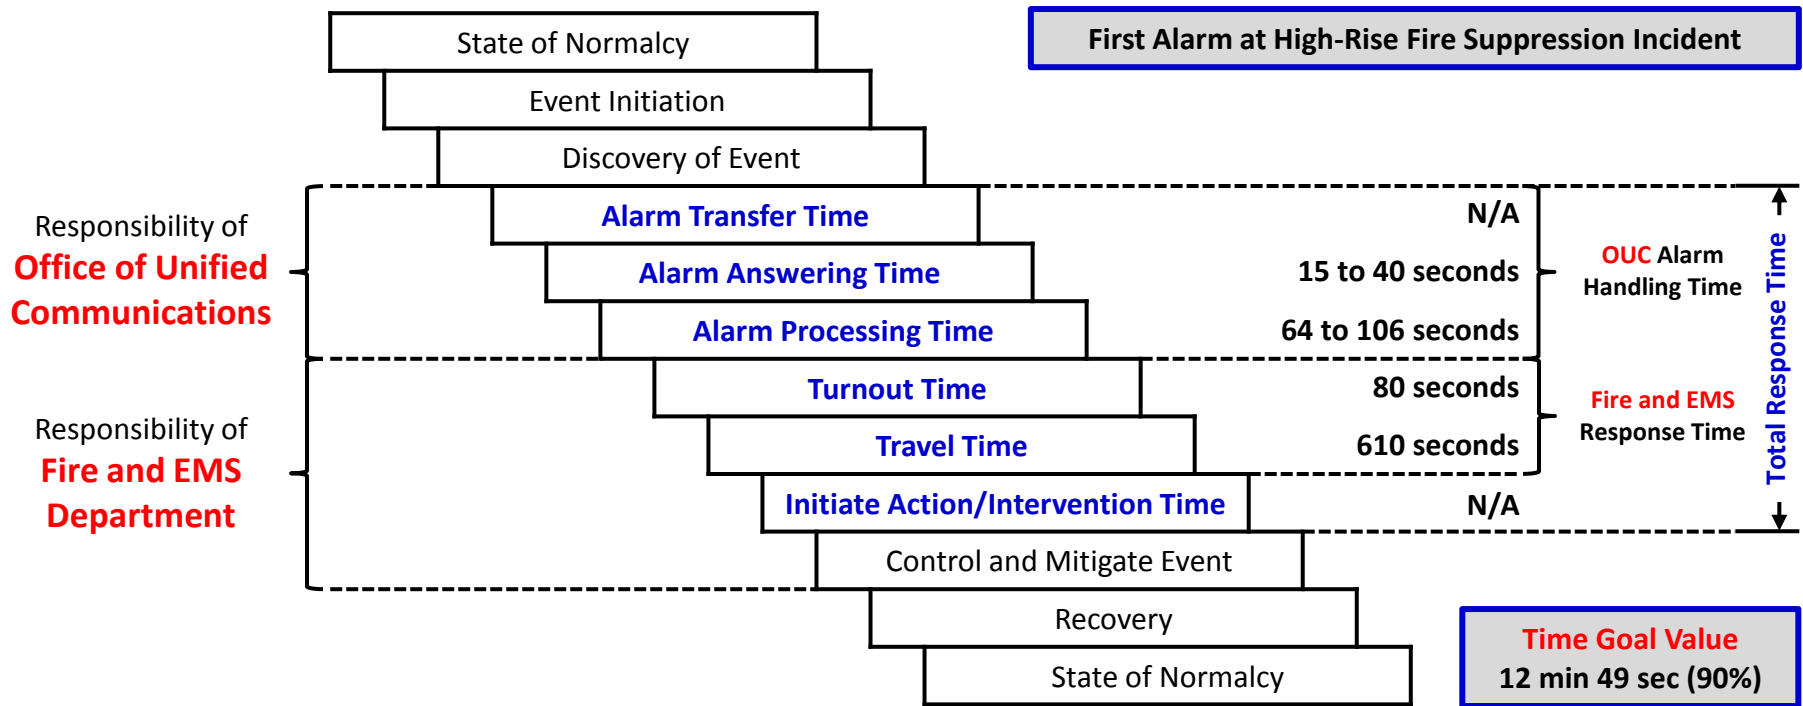 State of Normalcy
First Alarm at High-Rise Fire Suppression Incident
Event Initiation
Discovery of Event
Responsibility of
Office of Unified
Communications
Alarm Transfer Time
N/A
Alarm Answering Time
15 to 40 seconds
Alarm Processing Time
64 to 106 seconds
OUC Alarm
Handling Time
Total Response Time
Responsibility of
Fire and EMS
Department
Turnout Time
80 seconds
Travel Time
610 seconds
Fire and EMS
Response Time
Initiate Action/Intervention Time
N/A
Control and Mitigate Event
Recovery
State of Normalcy
Time Goal Value
12 min 49 sec (90%)